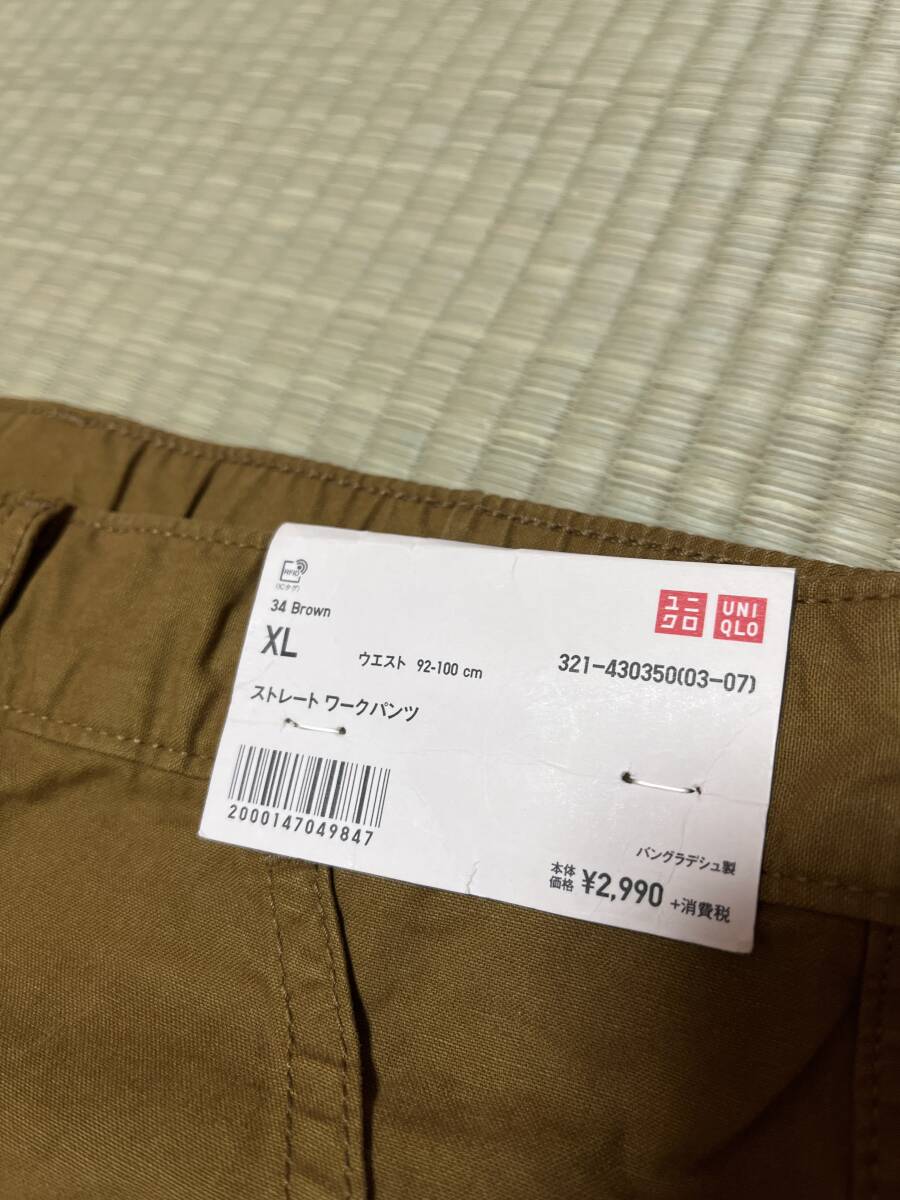 RFID
(ICタグ)
34 Brown
XL
ウエスト 92-100 cm
ユニ
クロ
UNI
QLO
321-430350(03-07)
ストレート ワークパンツ
2000147049847
バングラデシュ製
本体
価格 ¥2,990 +消費税